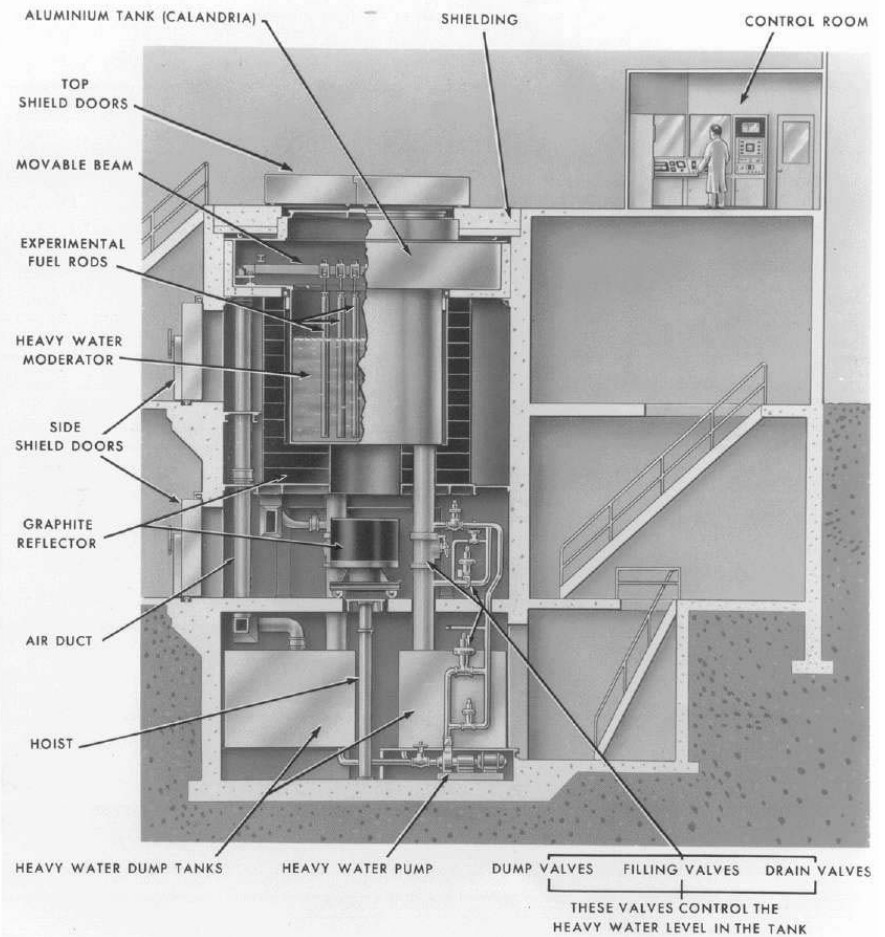 ALUMINIUM TANK (CALANDRIA)
SHIELDING
CONTROL ROOM
TOP
SHIELD DOORS
MOVABLE BEAM
EXPERIMENTAL
FUEL RODS
HEAVY WATER
MODERATOR
SIDE
SHIELD DOORS
GRAPHITE
REFLECTOR
AIR DUCT
HOIST
HEAVY WATER DUMP TANKS
HEAVY WATER PUMP
DUMP VALVES
FILLING VALVES
DRAIN VALVES
THESE VALVES CONTROL THE
HEAVY WATER LEVEL IN THE TANK